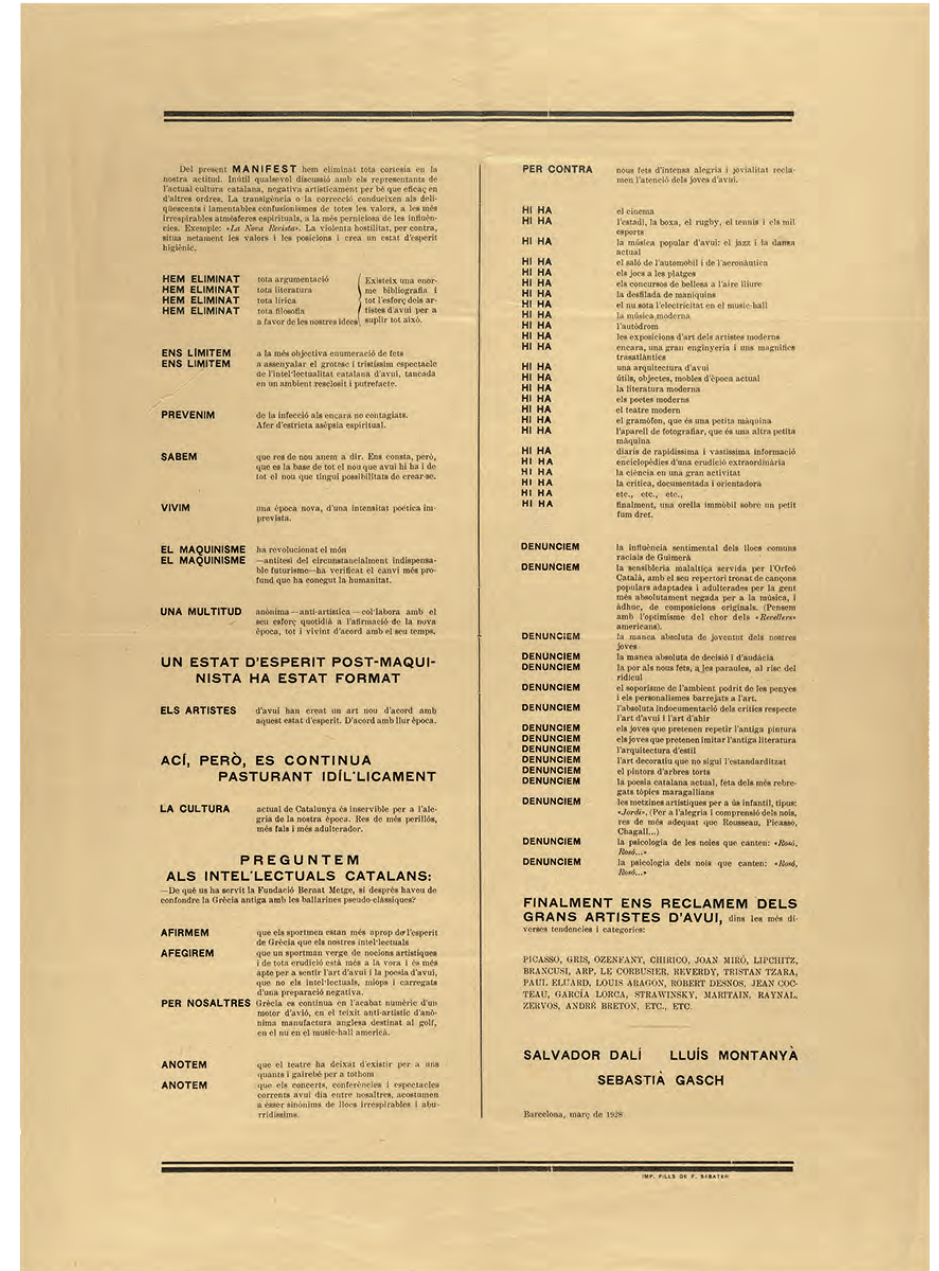 Del present MANIFEST hem eliminat tota cortesia en la
nostra actitud. Inútil qualsevol discussió amb els representants de
l'actual cultura catalana, negativa artísticament per bé que eficaç en
d'altres ordres. La transigència o la correcció condueixen als deli-
qüescents i lamentables confusionismes de totes les valors, a les més
irrespirables atmòsferes espirituals, a la més perniciosa de les influèn-
cies. Exemple: «La Nova Revista». La violenta hostilitat, per contra,
situa netament les valors i les posicions i crea un estat d'esperit
higiènic.
HEM ELIMINAT tota argumentació
HEM ELIMINAT tota literatura
HEM ELIMINAT tota lírica
HEM ELIMINAT tota filosofia
a favor de les nostres idees
Existeix una enor-
me bibliografia i
tot l'esforç dels ar-
tistes d'avui per a
suplir tot això.
ENS LIMITEM a la més objectiva enumeració de fets
ENS LIMITEM a assenyalar el grotesc i tristíssim espectacle
de l'intel·lectualitat catalana d'avui, tancada
en un ambient resclosit i putrefacte.
PREVENIM de la infecció als encara no contagiats.
Afer d'estricta asèpsia espiritual.
SABEM que res de nou anem a dir. Ens consta, però,
que es la base de tot el nou que avui hi ha i de
tot el nou que tingui possibilitats de crear-se.
VIVIM una època nova, d'una intensitat poètica im-
prevista.
EL MAQUINISME ha revolucionat el món
EL MAQUINISME —antítesi del circumstancialment indispensa-
ble futurisme—ha verificat el canvi més pro-
fund que ha conegut la humanitat.
UNA MULTITUD anònima—anti-artística—col·labora amb el
seu esforç quotidià a l'afirmació de la nova
època, tot i vivint d'acord amb el seu temps.
UN ESTAT D'ESPERIT POST-MAQUI-
NISTA HA ESTAT FORMAT
ELS ARTISTES d'avui han creat un art nou d'acord amb
aquest estat d'esperit. D'acord amb llur època.
ACÍ, PERÒ, ES CONTINUA
PASTURANT IDÍL·LICAMENT
LA CULTURA actual de Catalunya és inservible per a l'ale-
gria de la nostra època. Res de més perillós,
més fals i més adulterador.
PREGUNTEM
ALS INTEL·LECTUALS CATALANS:
—De què us ha servit la Fundació Bernat Metge, si després haveu de
confondre la Grècia antiga amb les ballarines pseudo-clàssiques?
AFIRMEM que els sportmen estan més aprop de l'esperit
de Grècia que els nostres intel·lectuals
AFEGIREM que un sportman verge de nocions artístiques
i de tota erudició està més a la vora i és més
apte per a sentir l'art d'avui i la poesia d'avui,
que no els intel·lectuals, miops i carregats
d'una preparació negativa.
PER NOSALTRES Grècia es continua en l'acabat numèric d'un
motor d'avió, en el teixit anti-artístic d'anò-
nima manufactura anglesa destinat al golf,
en el nu en el music-hall americà.
ANOTEM que el teatre ha deixat d'existir per a uns
quants i gairebé per a tothom
ANOTEM que els concerts, conferències i espectacles
corrents avui dia entre nosaltres, acostumen
a ésser sinònims de llocs irrespirables i abu-
rridíssims.
PER CONTRA nous fets d'intensa alegria i jovialitat recla-
men l'atenció dels joves d'avui.
HI HA el cinema
HI HA l'estadi, la boxa, el rugby, el tennis i els mil
esports
HI HA la música popular d'avui: el jazz i la dansa
actual
HI HA el saló de l'automòbil i de l'aeronàutica
HI HA els jocs a les platges
HI HA els concursos de bellesa a l'aire lliure
HI HA la desfilada de maniquins
HI HA el nu sota l'electricitat en el music-hall
HI HA la música moderna
HI HA l'autòdrom
HI HA les exposicions d'art dels artistes moderns
HI HA encara, una gran enginyeria i uns magnífics
trasatlàntics
HI HA una arquitectura d'avui
HI HA útils, objectes, mobles d'època actual
HI HA la literatura moderna
HI HA els poetes moderns
HI HA el teatre modern
HI HA el gramòfon, que és una petita màquina
HI HA l'aparell de fotografiar, que és una altra petita
màquina
HI HA diaris de rapidíssima i vastíssima informació
HI HA enciclopèdies d'una erudició extraordinària
HI HA la ciència en una gran activitat
HI HA la crítica, documentada i orientadora
HI HA etc., etc., etc.,
HI HA finalment, una orella immòbil sobre un petit
fum dret.
DENUNCIEM la influència sentimental dels llocs comuns
racials de Guimerà
DENUNCIEM la sensibleria malaltiça servida per l'Orfeó
Català, amb el seu repertori tronat de cançons
populars adaptades i adulterades per la gent
més absolutament negada per a la música, i
àdhuc, de composicions originals. (Pensem
amb l'optimisme del chor dels «Revellers»
americans).
DENUNCIEM la manca absoluta de joventut dels nostres
joves
DENUNCIEM la manca absoluta de decisió i d'audàcia
DENUNCIEM la por als nous fets, a les paraules, al risc del
ridícul
DENUNCIEM el soporisme de l'ambient podrit de les penyes
i els personalismes barrejats a l'art.
DENUNCIEM l'absoluta indocumentació dels crítics respecte
l'art d'avui i l'art d'ahir
DENUNCIEM els joves que pretenen repetir l'antiga pintura
DENUNCIEM els joves que pretenen imitar l'antiga literatura
DENUNCIEM l'arquitectura d'estil
DENUNCIEM l'art decoratiu que no sigui l'estandarditzat
DENUNCIEM el pintors d'arbres torts
DENUNCIEM la poesia catalana actual, feta dels més rebre-
gats tòpics maragallians
DENUNCIEM les metzines artístiques per a ús infantil, tipus:
«Jordi». (Per a l'alegria i comprensió dels nois,
res de més adequat que Rousseau, Picasso,
Chagall...)
DENUNCIEM la psicologia de les noies que canten: «Rosó,
Rosó...»
DENUNCIEM la psicologia dels nois que canten: «Rosó,
Rosó...»
FINALMENT ENS RECLAMEM DELS
GRANS ARTISTES D'AVUI, dins les més di-
verses tendències i categories:
PICASSO, GRIS, OZENFANT, CHIRICO, JOAN MIRÓ, LIPCHITZ,
BRANCUSI, ARP, LE CORBUSIER, REVERDY, TRISTAN TZARA,
PAUL ELUARD, LOUIS ARAGON, ROBERT DESNOS, JEAN COC-
TEAU, GARCÍA LORCA, STRAWINSKY, MARITAIN, RAYNAL,
ZERVOS, ANDRÉ BRETON, ETC., ETC.
SALVADOR DALÍ LLUÍS MONTANYÀ
SEBASTIÀ GASCH
Barcelona, març de 1928
IMP. FILLS DE F. SABATER